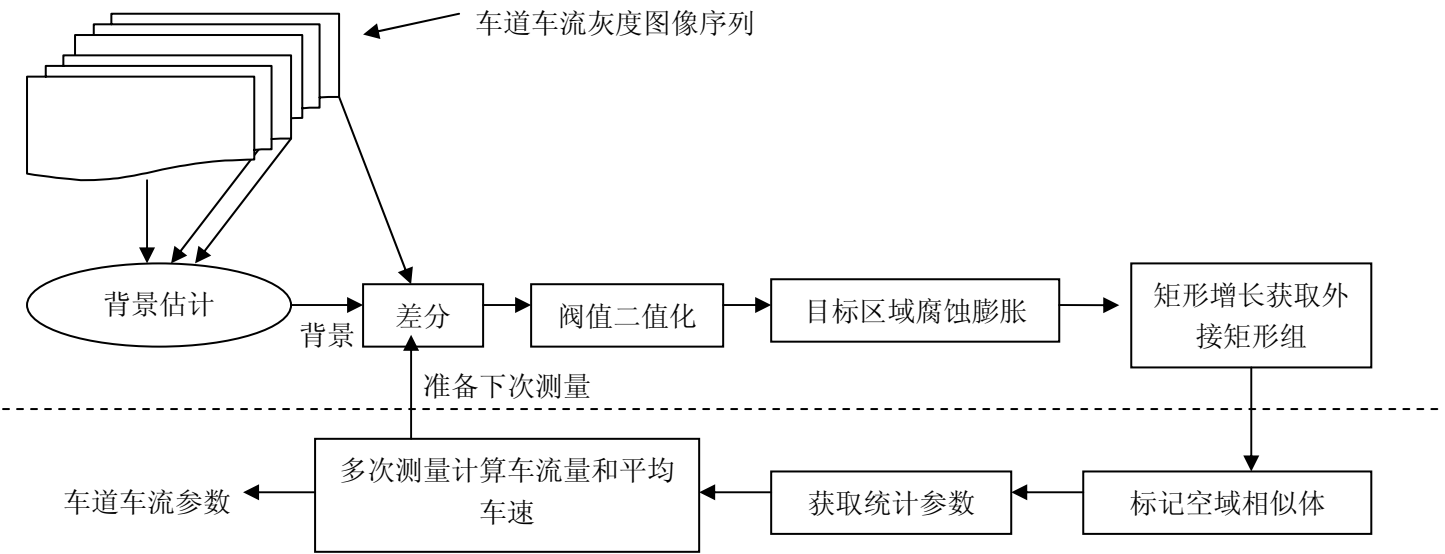 车道车流灰度图像序列
背景估计
背景
差分
阀值二值化
目标区域腐蚀膨胀
矩形增长获取外
接矩形组
准备下次测量
标记空域相似体
获取统计参数
多次测量计算车流量和平均
车速
车道车流参数